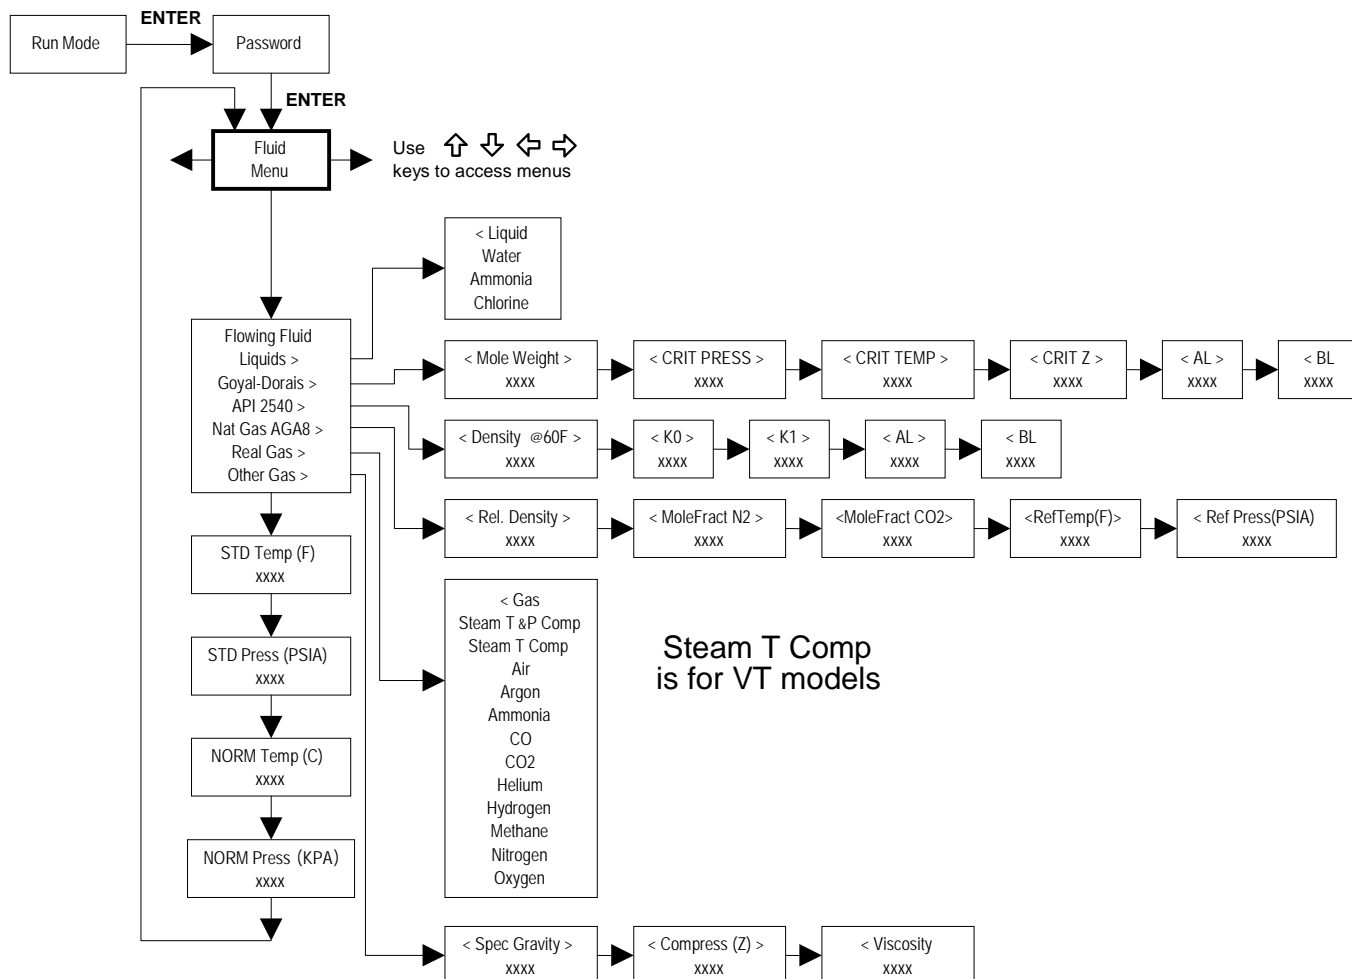 ENTER
Run Mode
Password
ENTER
Fluid
Menu
Use
keys to access menus
< Liquid
Water
Ammonia
Chlorine
Flowing Fluid
Liquids >
Goyal-Dorais >
API 2540 >
Nat Gas AGA8 >
Real Gas >
Other Gas >
< Mole Weight >
xxxx
< CRIT PRESS >
xxxx
< CRIT TEMP >
xxxx
< CRIT Z >
xxxx
< AL >
xxxx
< BL
xxxx
< Density @60F >
xxxx
< K0 >
xxxx
< K1 >
xxxx
< AL >
xxxx
< BL
xxxx
< Rel. Density >
xxxx
< MoleFract N2 >
xxxx
<MoleFract CO2>
xxxx
<RefTemp(F)>
xxxx
< Ref Press(PSIA)
xxxx
STD Temp (F)
xxxx
STD Press (PSIA)
xxxx
NORM Temp (C)
xxxx
NORM Press (KPA)
xxxx
< Gas
Steam T &P Comp
Steam T Comp
Air
Argon
Ammonia
CO
CO2
Helium
Hydrogen
Methane
Nitrogen
Oxygen
Steam T Comp
is for VT models
< Spec Gravity >
xxxx
< Compress (Z) >
xxxx
< Viscosity
xxxx